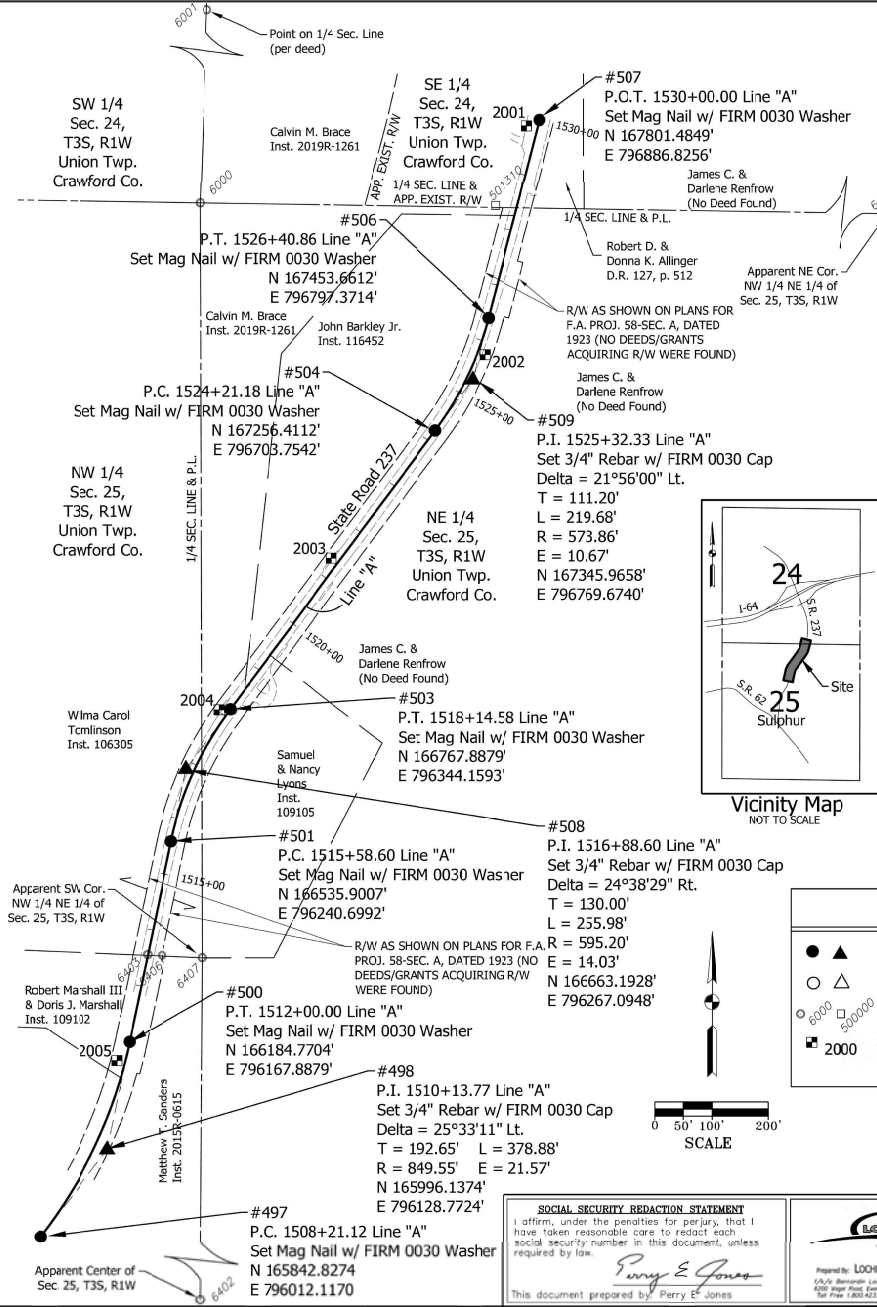 6001
Point on 1/4 Sec. Line
(per deed)
SW 1/4
Sec. 24,
T3S, R1W
Union Twp.
Crawford Co.
Calvin M. Brace
Inst. 2019R-1261
APP. EXIST. R/W
SE 1/4
Sec. 24,
T3S, R1W
Union Twp.
Crawford Co.
1/4 SEC. LINE &
APP. EXIST. R/W
2001
1530+00
#507
P.O.T. 1530+00.00 Line "A"
Set Mag Nail w/ FIRM 0030 Washer
N 167801.4849'
E 796886.8256'
James C. &
Darlene Renfrow
(No Deed Found)
6000
501310
1/4 SEC. LINE & P.L.
#506
P.T. 1526+40.86 Line "A"
Set Mag Nail w/ FIRM 0030 Washer
N 167453.6612'
E 796797.3714'
Robert D. &
Donna K. Allinger
D.R. 127, p. 512
Apparent NE Cor.
NW 1/4 NE 1/4 of
Sec. 25, T3S, R1W
Calvin M. Brace
Inst. 2019R-1261
John Barkley Jr.
Inst. 116452
R/W AS SHOWN ON PLANS FOR
F.A. PROJ. 58-SEC. A, DATED
1923 (NO DEEDS/GRANTS
ACQUIRING R/W WERE FOUND)
2002
#504
P.C. 1524+21.18 Line "A"
Set Mag Nail w/ FIRM 0030 Washer
N 167256.4112'
E 796703.7542'
James C. &
Darlene Renfrow
(No Deed Found)
1525+00
#509
P.I. 1525+32.33 Line "A"
Set 3/4" Rebar w/ FIRM 0030 Cap
Delta = 21°56'00" Lt.
T = 111.20'
L = 219.68'
R = 573.86'
E = 10.67'
N 167345.9658'
E 796769.6740'
NW 1/4
Sec. 25,
T3S, R1W
Union Twp.
Crawford Co.
1/4 SEC. LINE & P.L.
State Road 237
2003
Line "A"
NE 1/4
Sec. 25,
T3S, R1W
Union Twp.
Crawford Co.
1520+00
James C. &
Darlene Renfrow
(No Deed Found)
24
I-64
S.R. 237
S.R. 62
25
Sulphur
Site
Vicinity Map
NOT TO SCALE
2004
#503
P.T. 1518+14.58 Line "A"
Set Mag Nail w/ FIRM 0030 Washer
N 166767.8879'
E 796344.1593'
Wilma Carol
Tomlinson
Inst. 106305
Samuel
& Nancy
Lyons
Inst.
109105
#508
P.I. 1516+88.60 Line "A"
Set 3/4" Rebar w/ FIRM 0030 Cap
Delta = 24°38'29" Rt.
T = 130.00'
L = 255.98'
R = 595.20'
E = 14.03'
N 166663.1928'
E 796267.0948'
#501
P.C. 1515+58.60 Line "A"
Set Mag Nail w/ FIRM 0030 Washer
N 166535.9007'
E 796240.6992'
1515+00
Apparent SW Cor.
NW 1/4 NE 1/4 of
Sec. 25, T3S, R1W
R/W AS SHOWN ON PLANS FOR F.A.
PROJ. 58-SEC. A, DATED 1923 (NO
DEEDS/GRANTS ACQUIRING R/W
WERE FOUND)
6403
6406
6407
Robert Marshall III
& Doris J. Marshall
Inst. 109102
#500
P.T. 1512+00.00 Line "A"
Set Mag Nail w/ FIRM 0030 Washer
N 166184.7704'
E 796167.8879'
2005
6000
500000
2000
#498
P.I. 1510+13.77 Line "A"
Set 3/4" Rebar w/ FIRM 0030 Cap
Delta = 25°33'11" Lt.
T = 192.65' L = 378.88'
R = 849.55' E = 21.57'
N 165996.1374'
E 796128.7724'
0 50' 100' 200'
SCALE
Matthew T. Sanders
Inst. 2015R-0615
#497
P.C. 1508+21.12 Line "A"
Set Mag Nail w/ FIRM 0030 Washer
N 165842.8274
E 796012.1170
Apparent Center of
Sec. 25, T3S, R1W
6402
SOCIAL SECURITY REDACTION STATEMENT
I affirm, under the penalties for perjury, that I
have taken reasonable care to redact each
social security number in this document, unless
required by law.
Perry E Jones
This document prepared by: Perry E Jones
Prepared By: